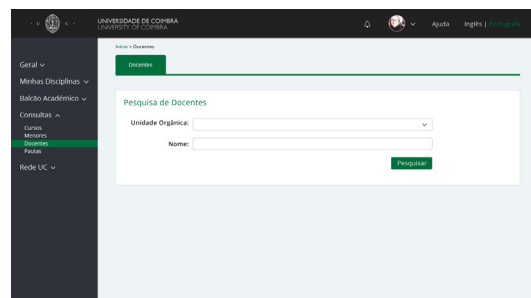 · U C ·
UNIVERSIDADE DE COIMBRA
UNIVERSITY OF COIMBRA
Ajuda
Inglês | Português
Início > Docentes
Docentes
Geral
Minhas Disciplinas
Balcão Académico
Consultas
Cursos
Menores
Docentes
Pautas
Rede UC
Pesquisa de Docentes
Unidade Orgânica:
Nome:
Pesquisar